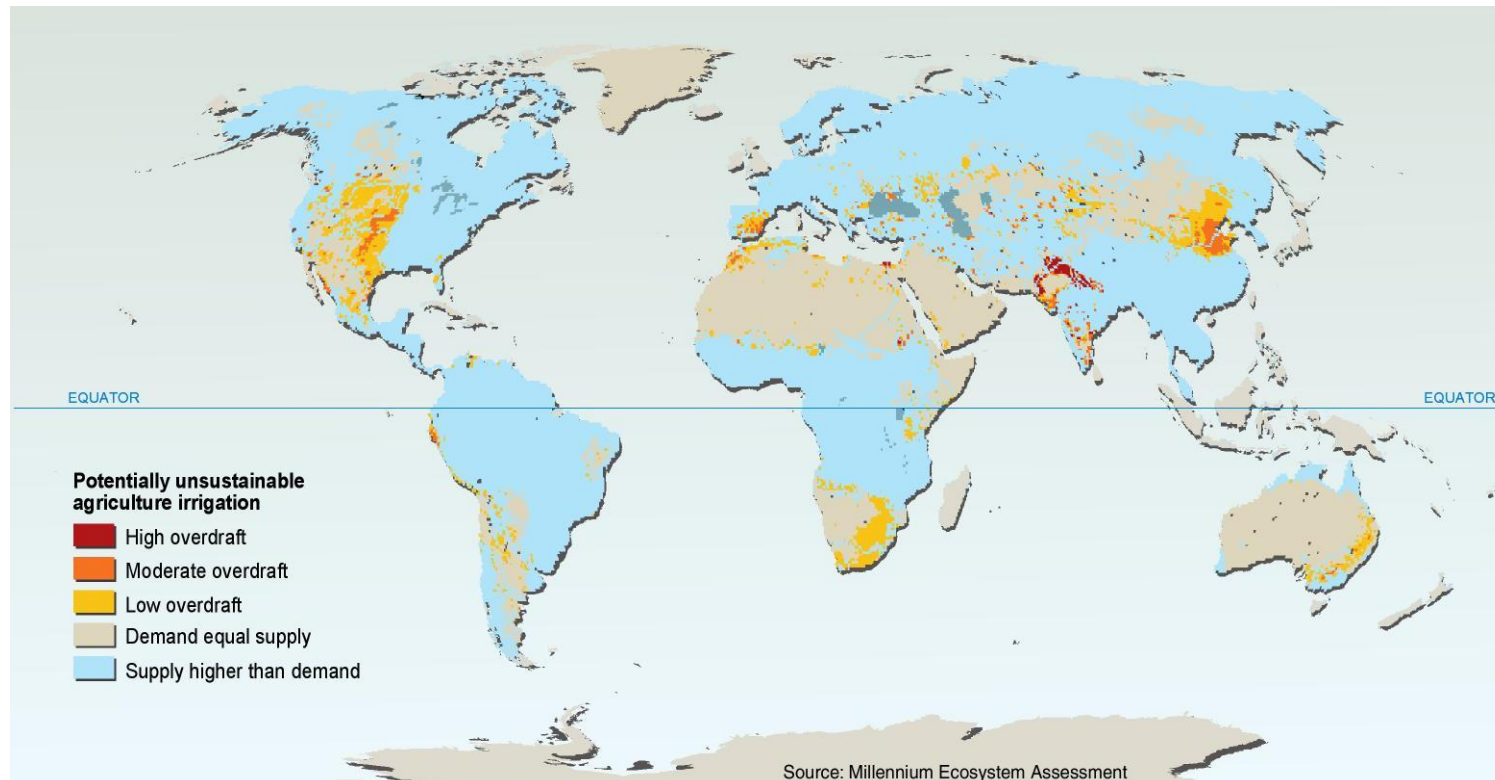 EQUATOR
EQUATOR
Potentially unsustainable
agriculture irrigation
High overdraft
Moderate overdraft
Low overdraft
Demand equal supply
Supply higher than demand
Source: Millennium Ecosystem Assessment